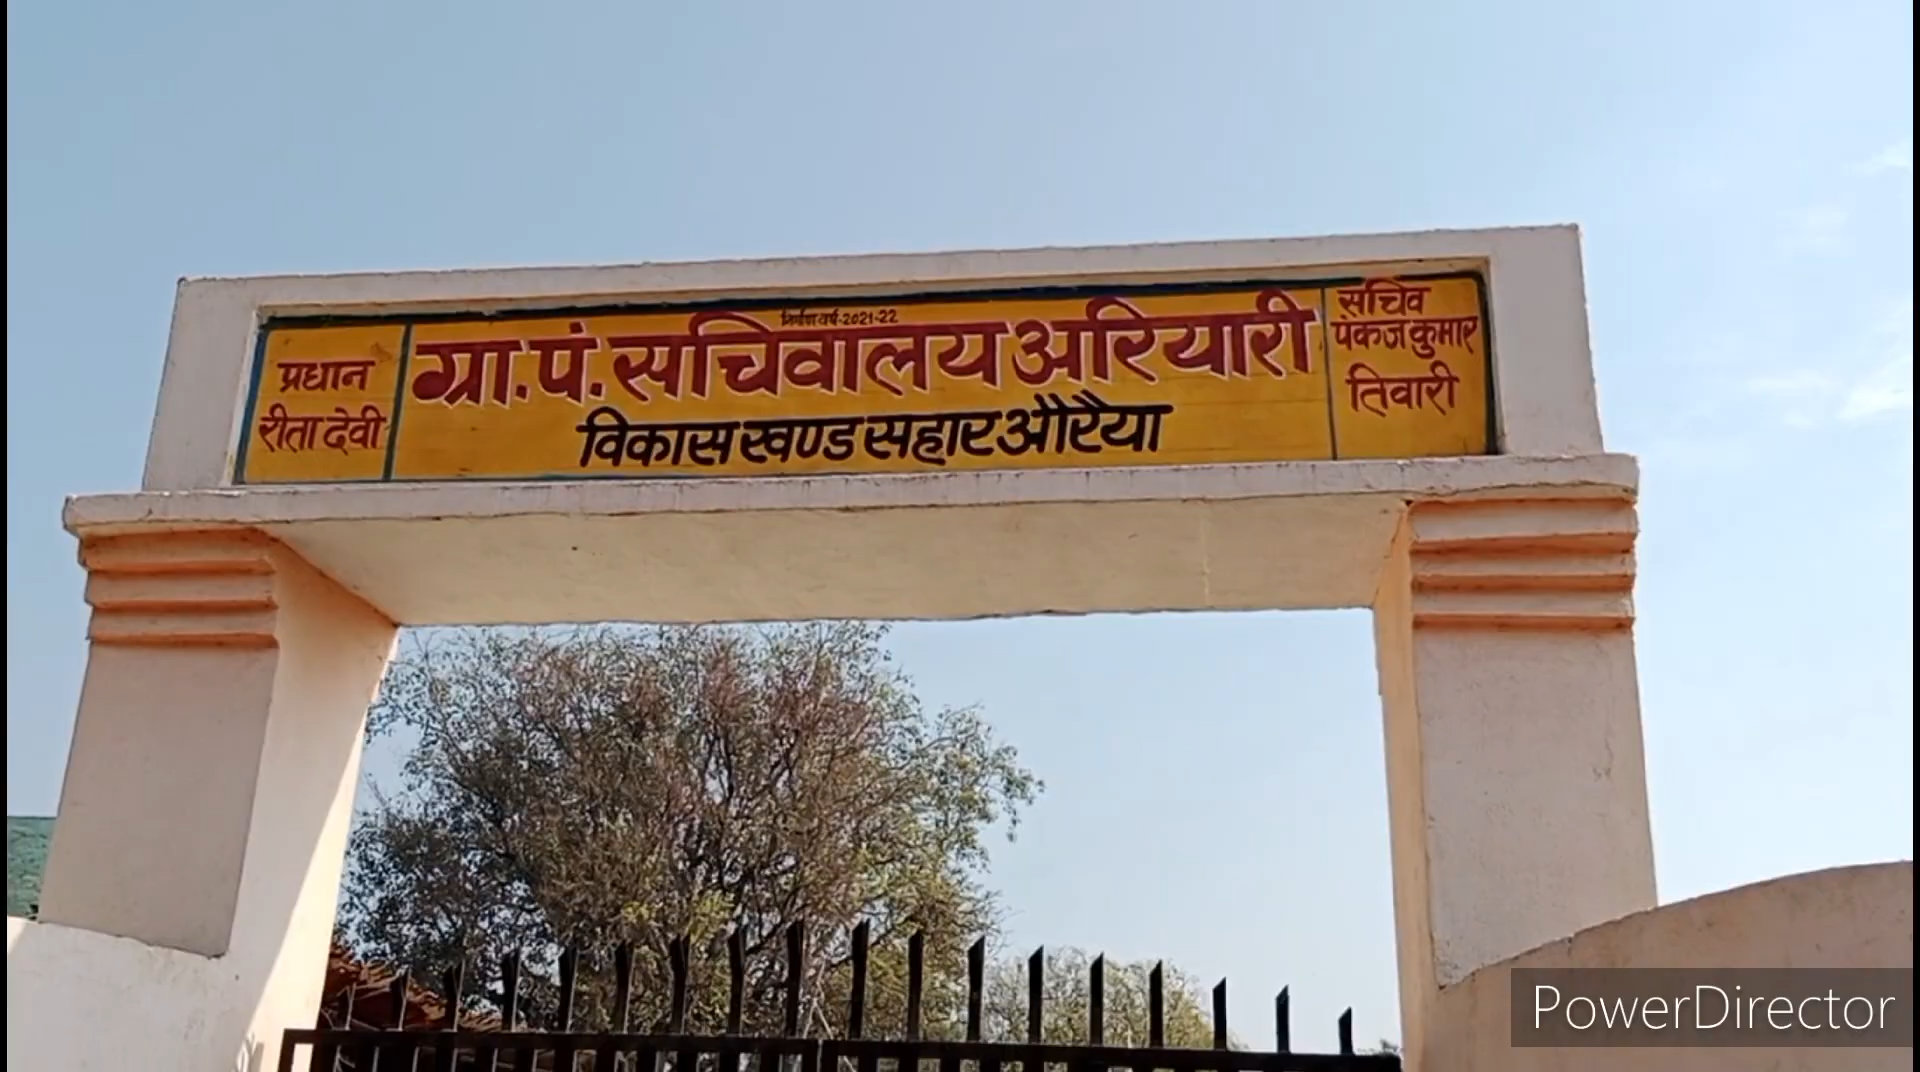 प्रधान
रीता देवी
निर्माण वर्ष-2021-22
ग्रा.पं. सचिवालय अरियारी
विकास खण्ड सहार औरैया
सचिव
पंकज कुमार
तिवारी
PowerDirector